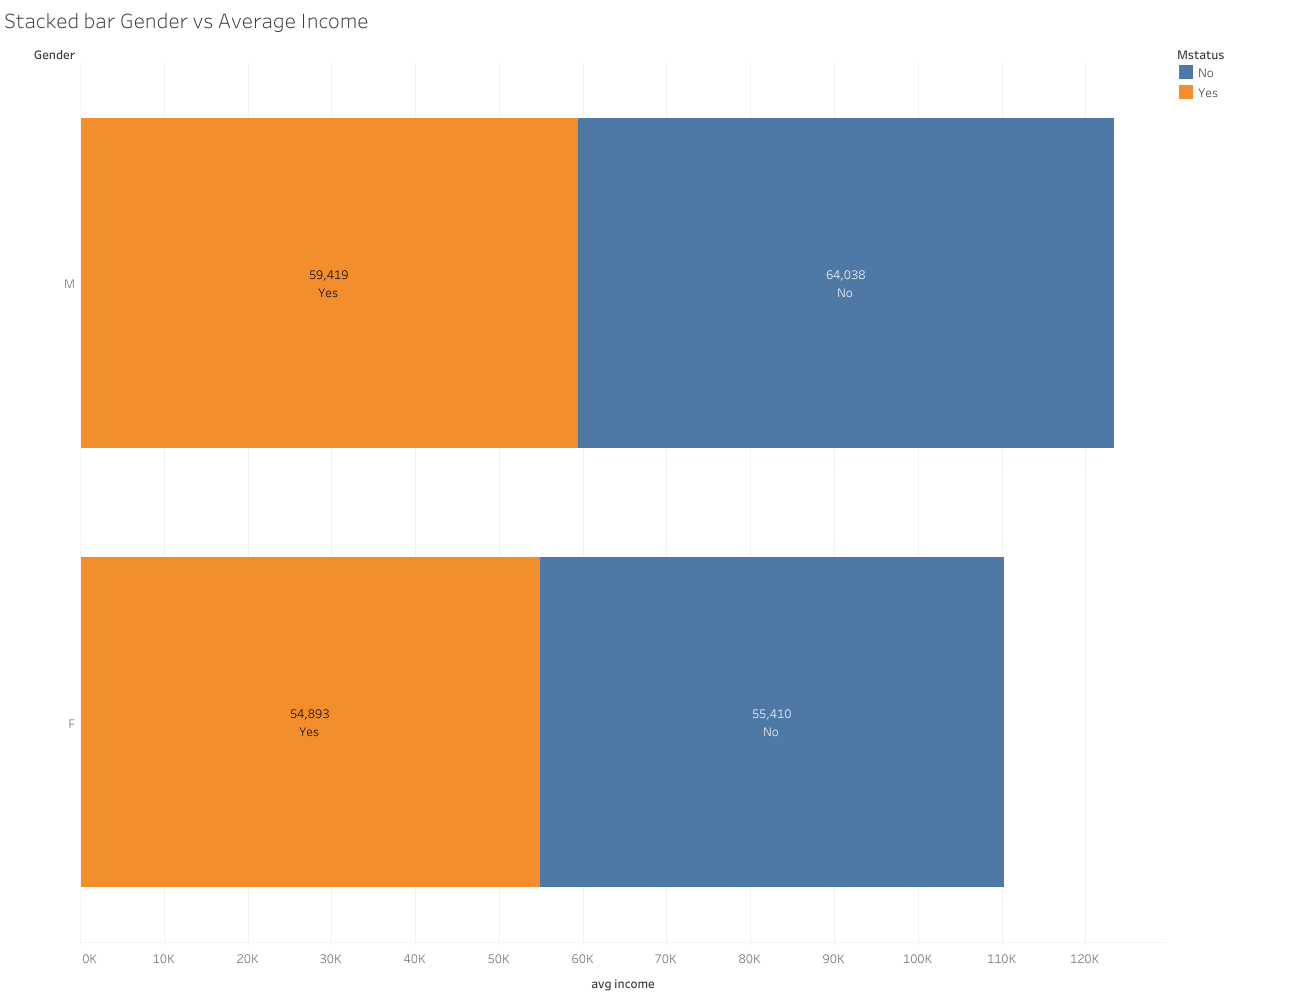 Stacked bar Gender vs Average Income
Gender
Mstatus
No
Yes
M
59,419
Yes
64,038
No
F
54,893
Yes
55,410
No
0K 10K 20K 30K 40K 50K 60K 70K 80K 90K 100K 110K 120K
avg income